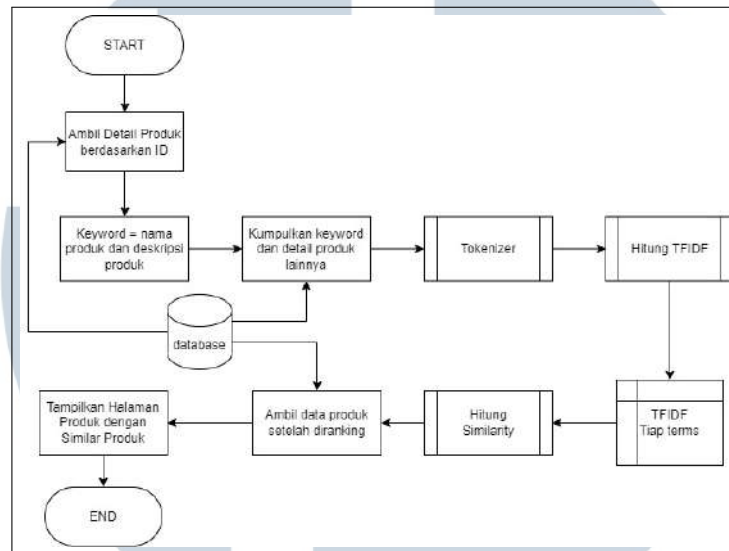 START
Ambil Detail Produk
berdasarkan ID
Keyword = nama
produk dan deskripsi
produk
Kumpulkan keyword
dan detail produk
lainnya
Tokenizer
Hitung TFIDF
database
Tampilkan Halaman
Produk dengan
Similar Produk
Ambil data produk
setelah diranking
Hitung
Similarity
TFIDF
Tiap terms
END